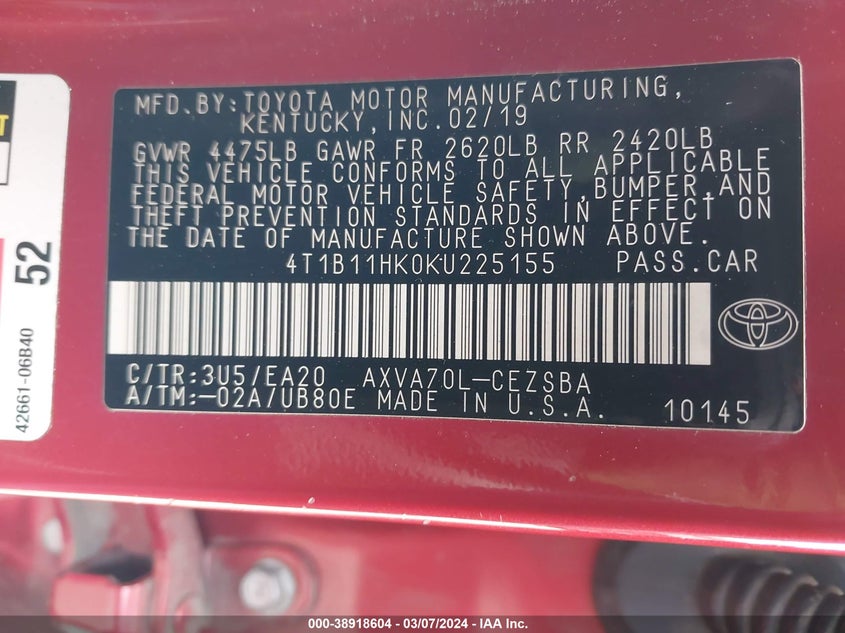 MFD. BY: TOYOTA MOTOR MANUFACTURING,
KENTUCKY, INC. 02/19
GVWR 4475LB GAWR FR 2620LB RR 2420LB
THIS VEHICLE CONFORMS TO ALL APPLICABLE
FEDERAL MOTOR VEHICLE SAFETY, BUMPER, AND
THEFT PREVENTION STANDARDS IN EFFECT ON
THE DATE OF MANUFACTURE SHOWN ABOVE.
4T1B11HK0KU225155 PASS. CAR
C/TR: 3U5/EA20 AXVA70L-CEZSBA
A/TM: -02A/UB80E MADE IN U.S.A. 10145
52
42661-06B40
000-38918604 - 03/07/2024 - IAA Inc.